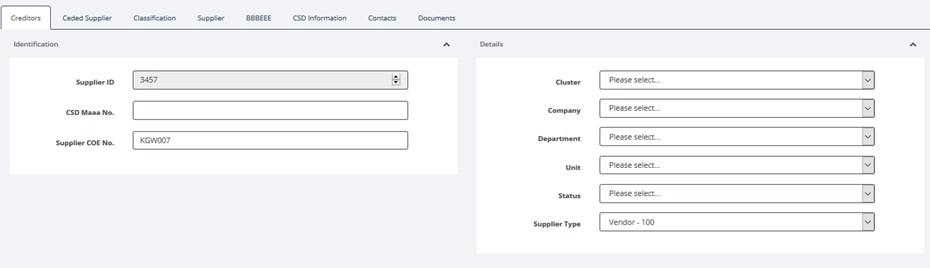 Creditors Ceded Supplier Classification Supplier BBBEEE CSD Information Contacts Documents
Identification
Supplier ID 3457
CSD Maaa No.
Supplier COE No. KGW007
Details
Cluster Please select...
Company Please select...
Department Please select...
Unit Please select...
Status Please select...
Supplier Type Vendor - 100